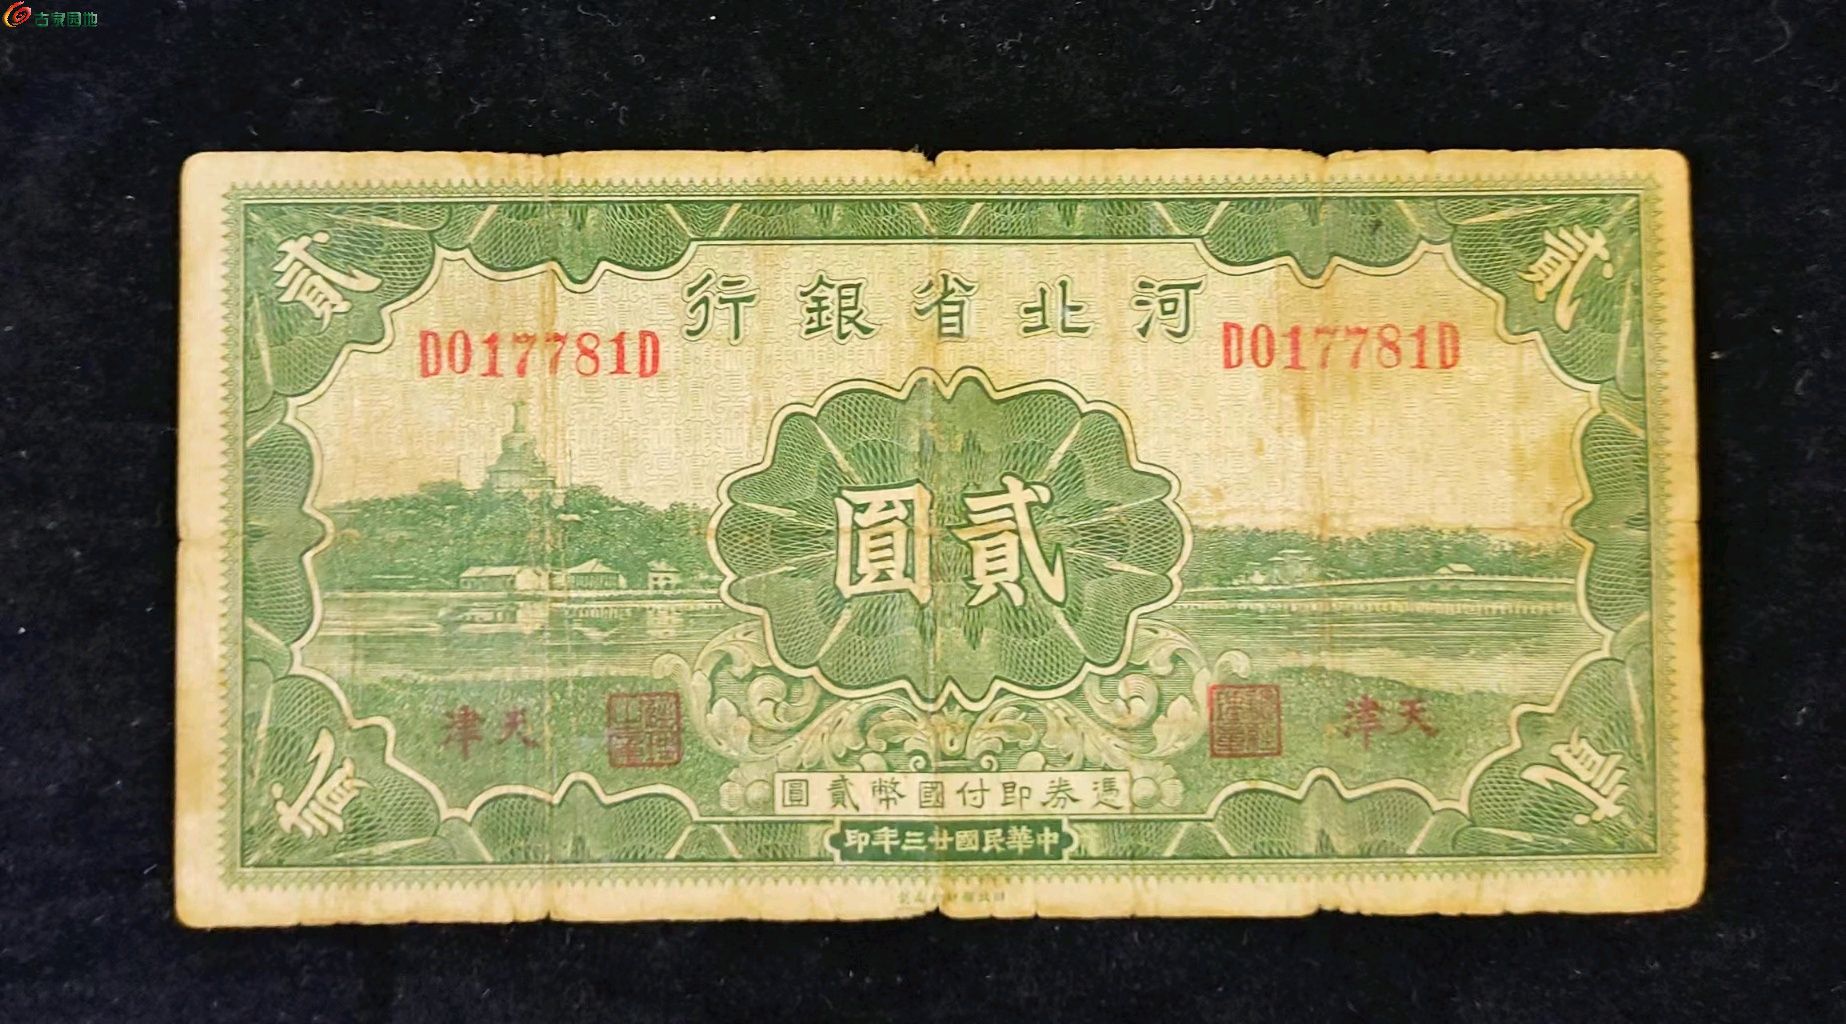 古泉园地
貳
貳
河北省銀行
D017781D
D017781D
貳圓
天津
天津
憑券即付國幣貳圓
中華民國廿三年印
貳
貳